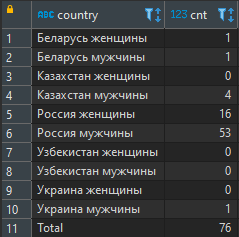 ABC country 123 cnt
1 Беларусь женщины 1
2 Беларусь мужчины 1
3 Казахстан женщины 0
4 Казахстан мужчины 4
5 Россия женщины 16
6 Россия мужчины 53
7 Узбекистан женщины 0
8 Узбекистан мужчины 0
9 Украина женщины 0
10 Украина мужчины 1
11 Total 76